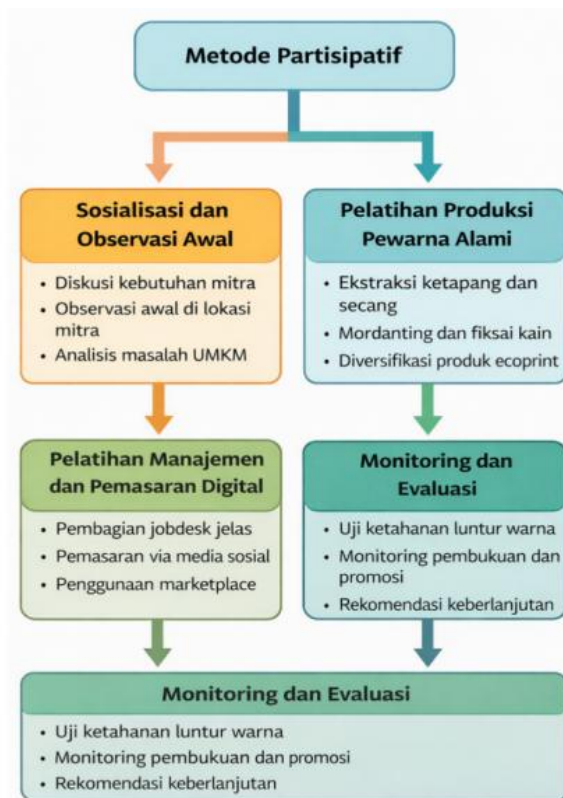 Metode Partisipatif
Sosialisasi dan
Observasi Awal
• Diskusi kebutuhan mitra
• Observasi awal di lokasi
mitra
• Analisis masalah UMKM
Pelatihan Produksi
Pewarna Alami
• Ekstraksi ketapang dan
secang
• Mordanting dan fiksai kain
• Diversifikasi produk ecoprint
Pelatihan Manajemen
dan Pemasaran Digital
• Pembagian jobdesk jelas
• Pemasaran via media sosial
• Penggunaan marketplace
Monitoring dan
Evaluasi
• Uji ketahanan luntur warna
• Monitoring pembukuan dan
promosi
• Rekomendasi keberlanjutan
Monitoring dan Evaluasi
• Uji ketahanan luntur warna
• Monitoring pembukuan dan promosi
• Rekomendasi keberlanjutan